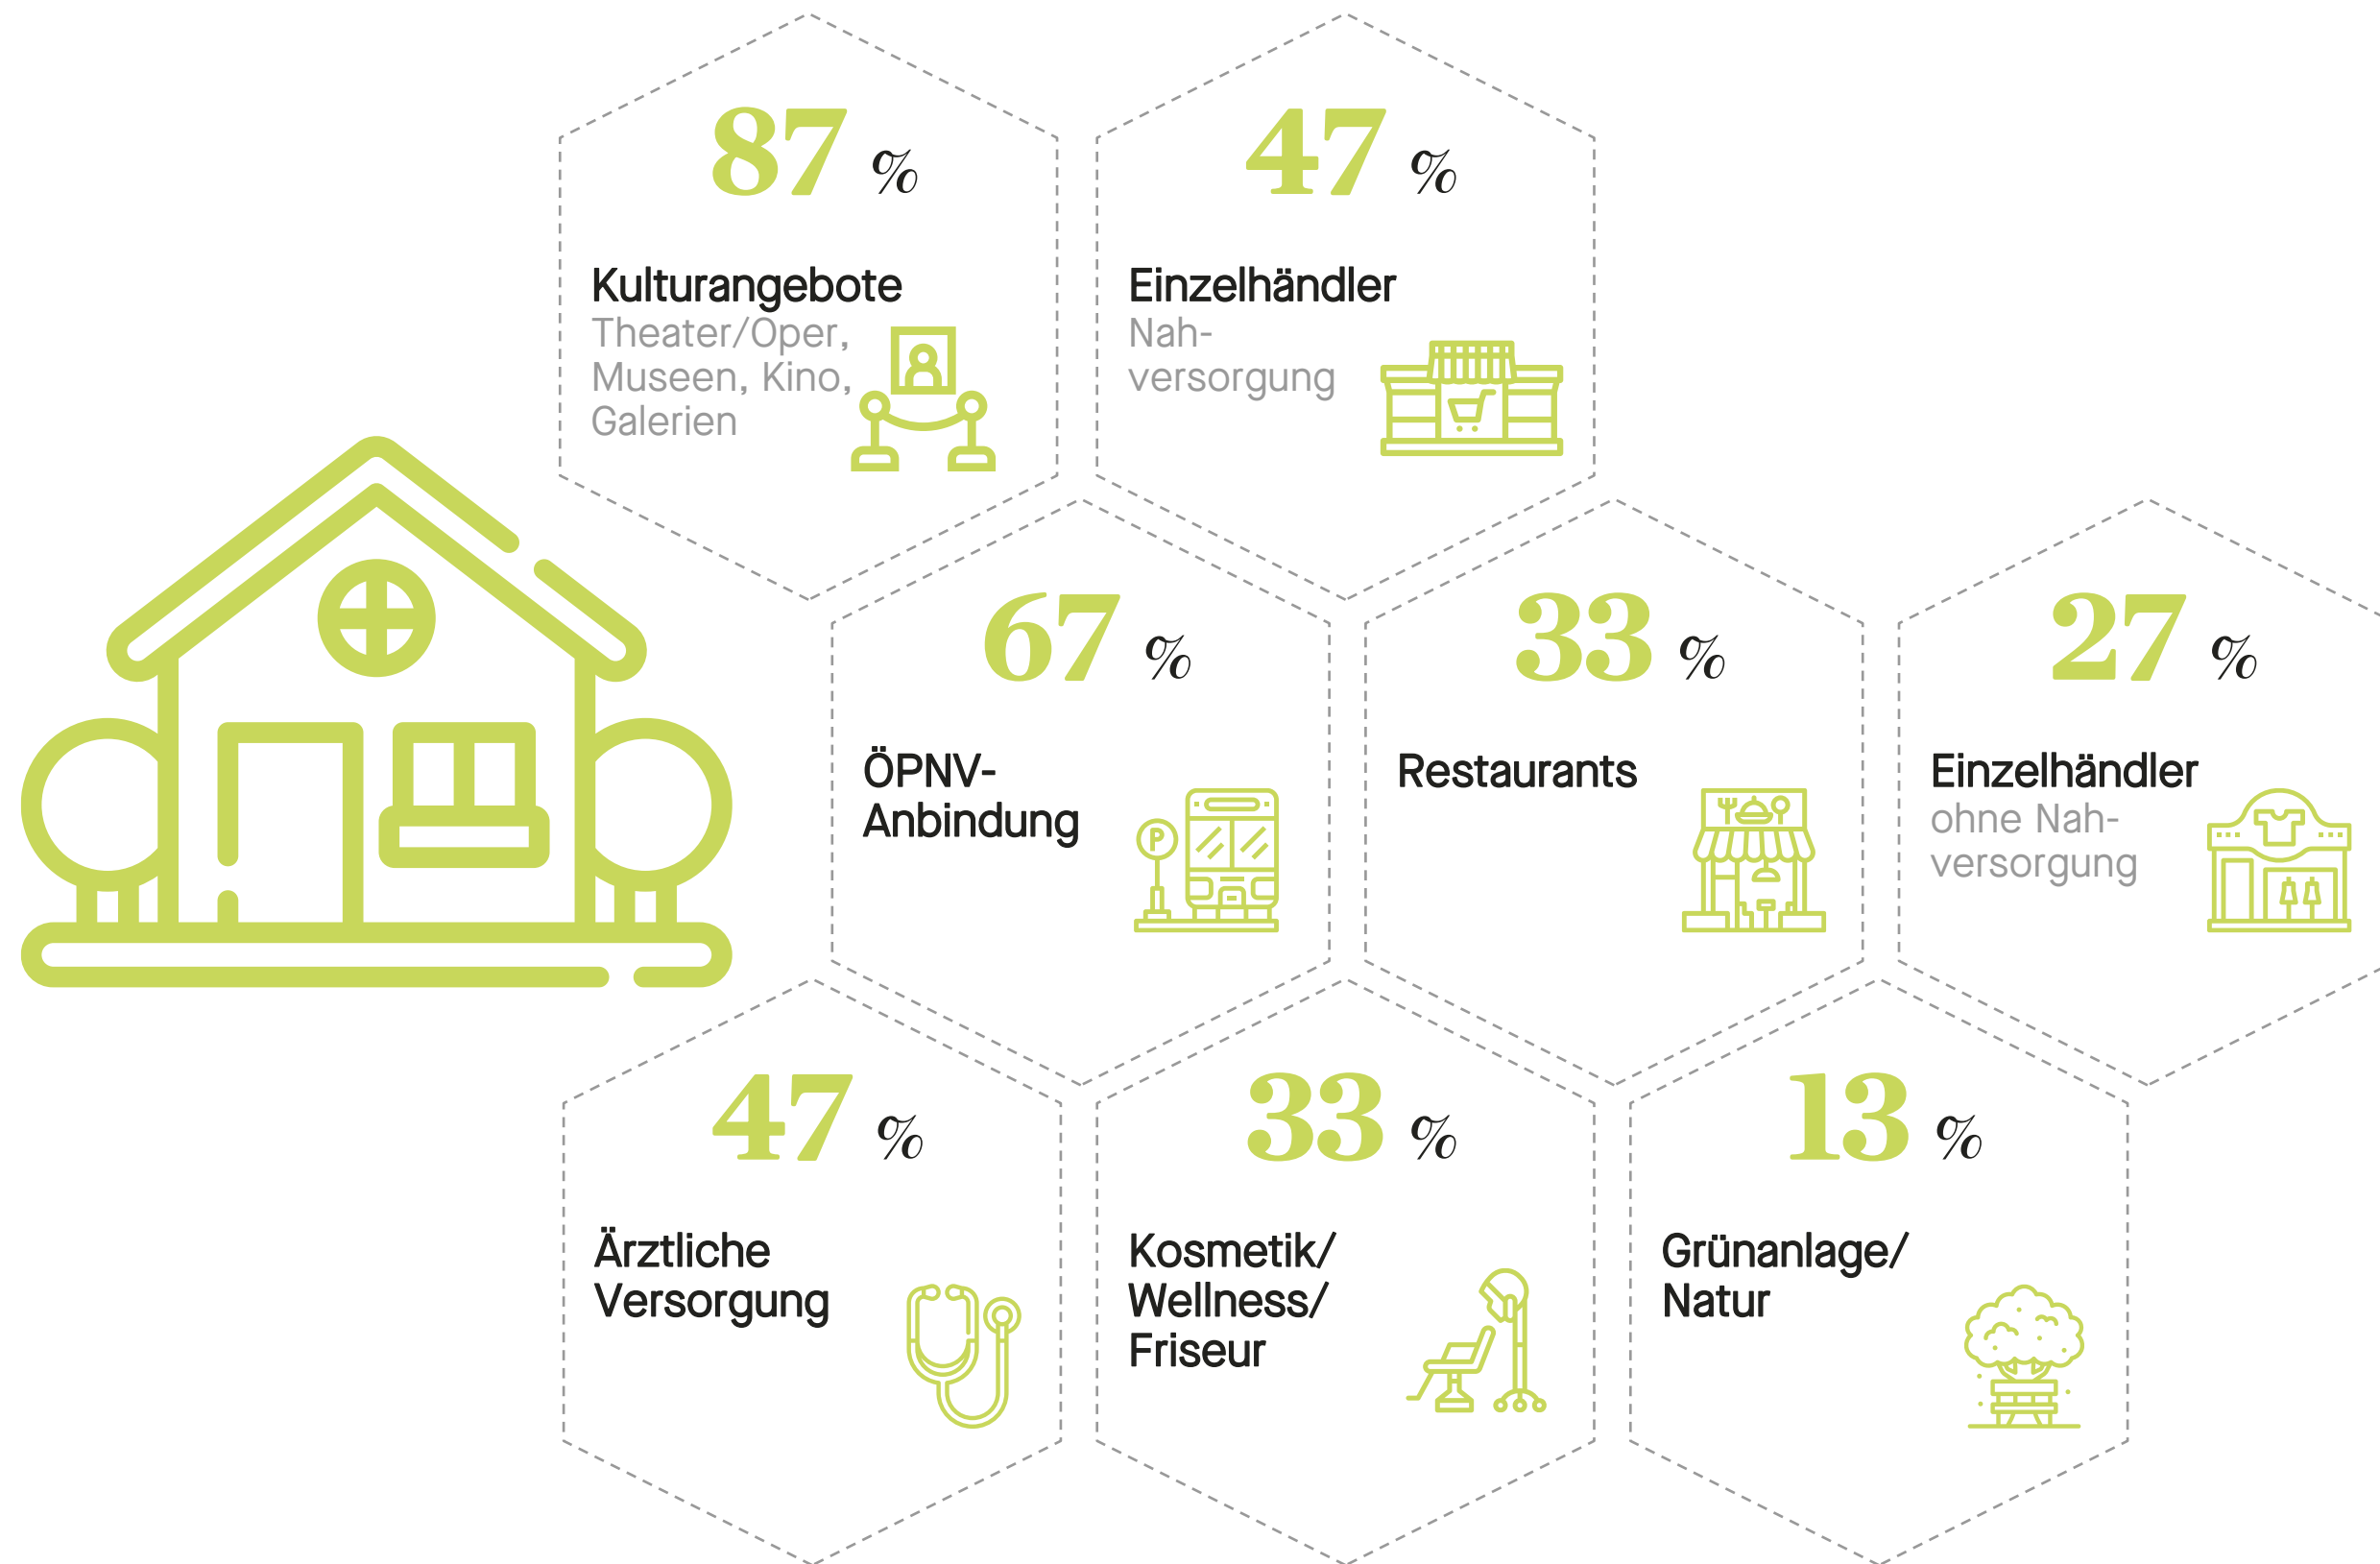 87 %
Kulturangebote
Theater/Oper,
Museen, Kino,
Galerien
47 %
Einzelhändler
Nah-
versorgung
67 %
ÖPNV-
Anbindung
P
33 %
Restaurants
27 %
Einzelhändler
ohne Nah-
versorgung
47 %
Ärztliche
Versorgung
33 %
Kosmetik/
Wellness/
Friseur
13 %
Grünanlage/
Natur